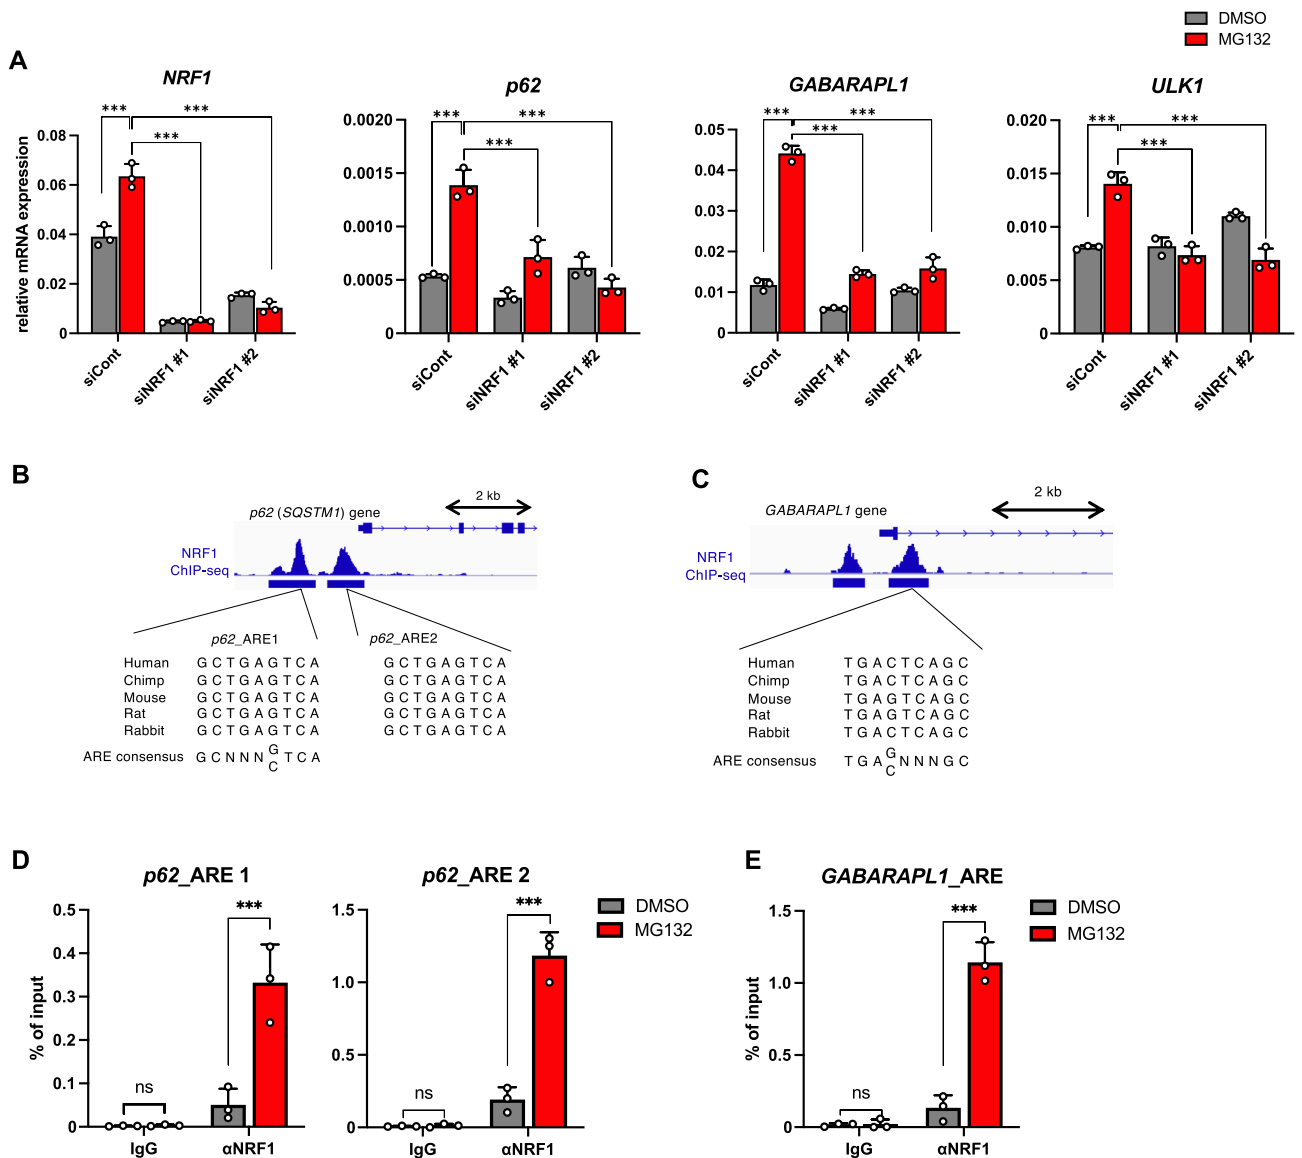 DMSO
MG132
A
NRF1
p62
GABARAPL1
ULK1
relative mRNA expression
*** *** ***
0.08
0.06
0.04
0.02
0
siCont siNRF1 #1 siNRF1 #2
*** *** ***
0.0020
0.0015
0.0010
0.0005
0
siCont siNRF1 #1 siNRF1 #2
*** *** ***
0.05
0.04
0.03
0.02
0.01
0
siCont siNRF1 #1 siNRF1 #2
*** *** ***
0.020
0.015
0.010
0.005
0
siCont siNRF1 #1 siNRF1 #2
B
2 kb
p62 (SQSTM1) gene
NRF1
ChIP-seq
p62_ARE1 p62_ARE2
Human G C T G A G T C A G C T G A G T C A
Chimp G C T G A G T C A G C T G A G T C A
Mouse G C T G A G T C A G C T G A G T C A
Rat G C T G A G T C A G C T G A G T C A
Rabbit G C T G A G T C A G C T G A G T C A
G
ARE consensus G C N N N T C A
C
C
2 kb
GABARAPL1 gene
NRF1
ChIP-seq
Human T G A C T C A G C
Chimp T G A C T C A G C
Mouse T G A G T C A G C
Rat T G A G T C A G C
Rabbit T G A C T C A G C
G
ARE consensus T G A N N N G C
C
D
p62_ARE 1
% of input
0.5
0.4
0.3
0.2
0.1
0
ns
***
IgG αNRF1
p62_ARE 2
1.5
1.0
0.5
0
ns
***
IgG αNRF1
DMSO
MG132
E
GABARAPL1_ARE
% of input
1.5
1.0
0.5
0
ns
***
IgG αNRF1
DMSO
MG132